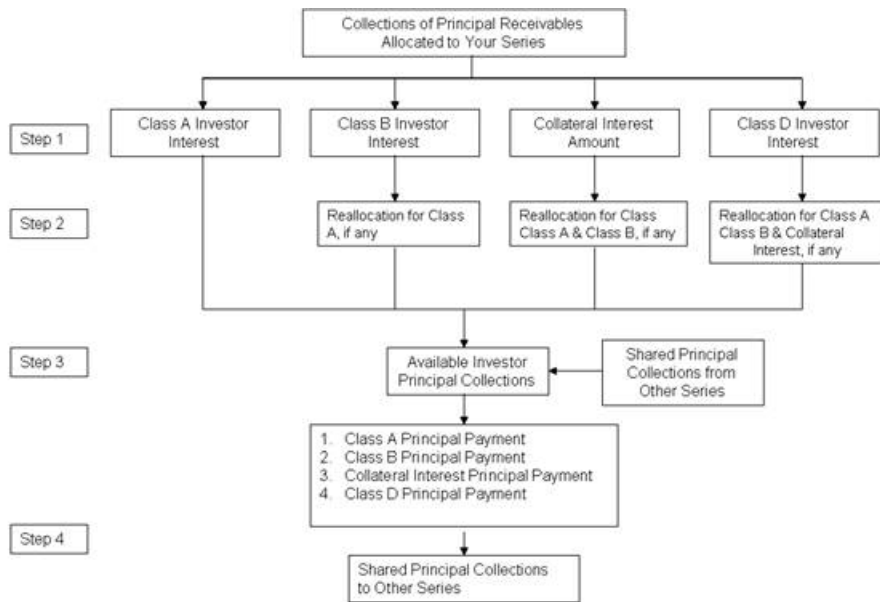 Collections of Principal Receivables
Allocated to Your Series
Step 1
Class A Investor
Interest
Class B Investor
Interest
Collateral Interest
Amount
Class D Investor
Interest
Step 2
Reallocation for Class
A, if any
Reallocation for Class
Class A & Class B, if any
Reallocation for Class A
Class B & Collateral
Interest, if any
Step 3
Available Investor
Principal Collections
Shared Principal
Collections from
Other Series
1. Class A Principal Payment
2. Class B Principal Payment
3. Collateral Interest Principal Payment
4. Class D Principal Payment
Step 4
Shared Principal Collections
to Other Series